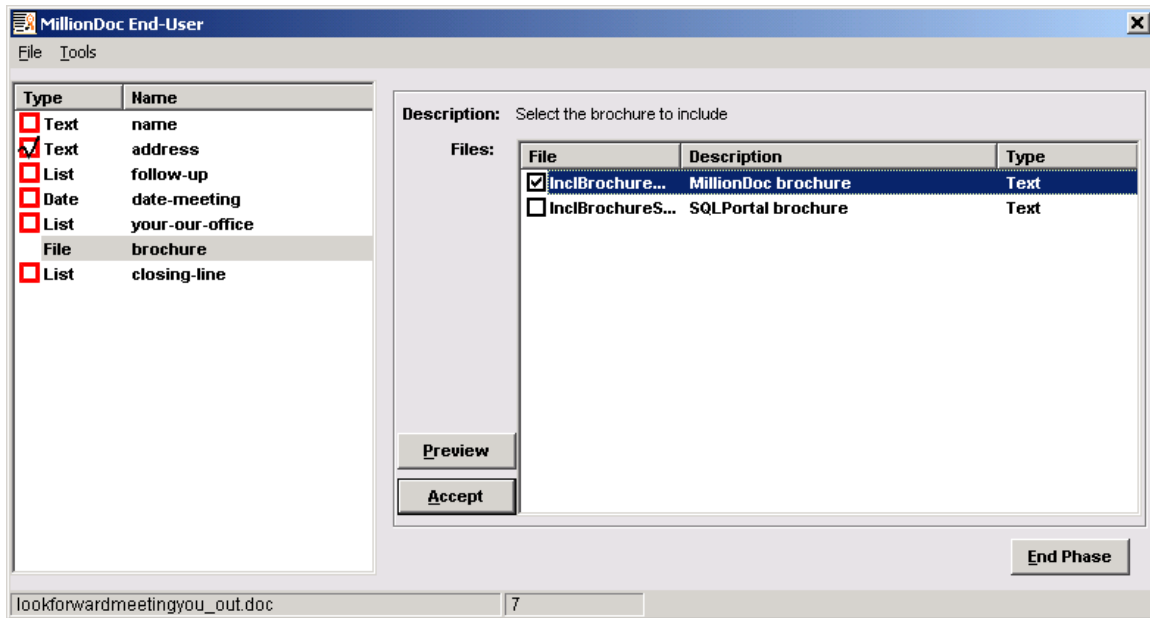 MillionDoc End-User
File Tools
Type Name
Text name
Text address
List follow-up
Date date-meeting
List your-our-office
File brochure
List closing-line
Description: Select the brochure to include
Files:
File Description Type
InclBrochure... MillionDoc brochure Text
InclBrochureS... SQLPortal brochure Text
Preview
Accept
End Phase
lookforwardmeetingyou_out.doc 7